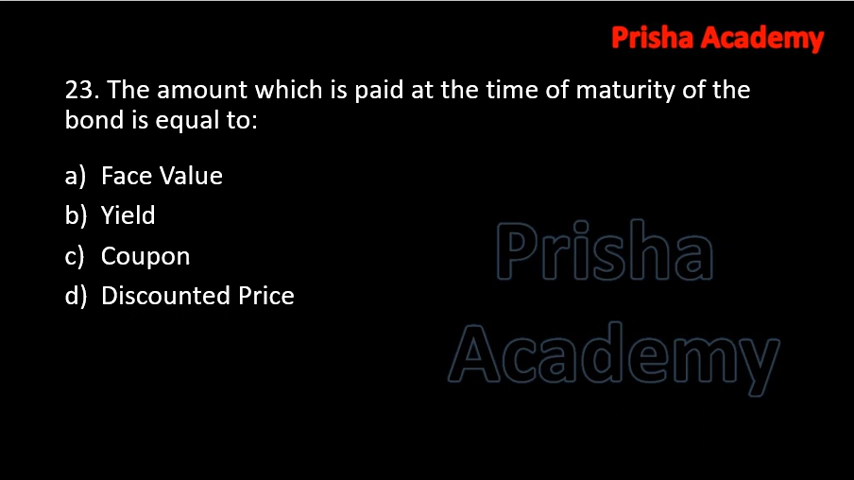 Prisha Academy
23. The amount which is paid at the time of maturity of the
bond is equal to:
a) Face Value
b) Yield
c) Coupon
d) Discounted Price
Prisha
Academy